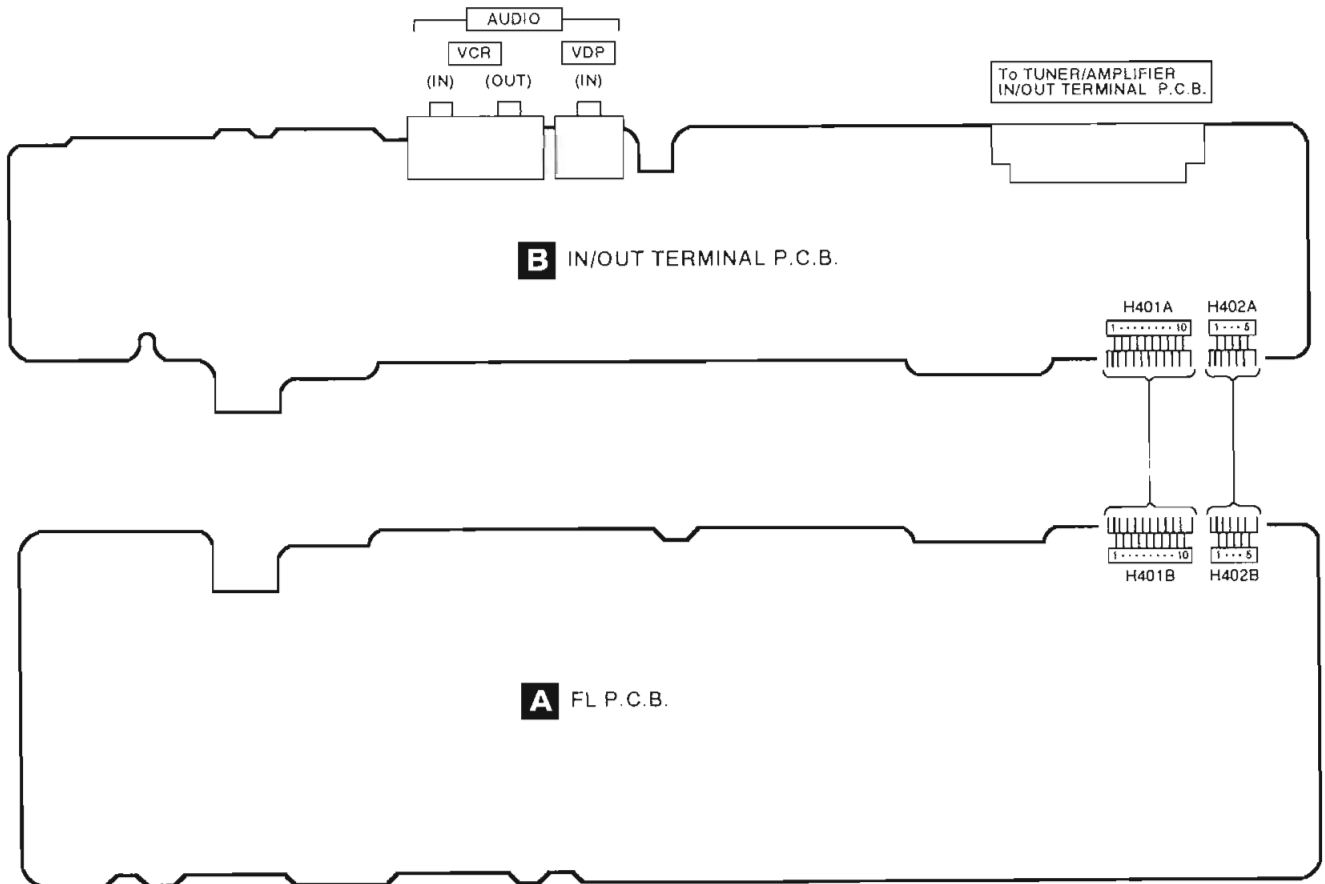 AUDIO
VCR VDP
(IN) (OUT) (IN)
To TUNER/AMPLIFIER
IN/OUT TERMINAL P.C.B.
B IN/OUT TERMINAL P.C.B.
H401A H402A
1 · · · · · · · · 10 1 · · · 5
1 · · · · · · · · 10 1 · · · 5
H401B H402B
A FL P.C.B.